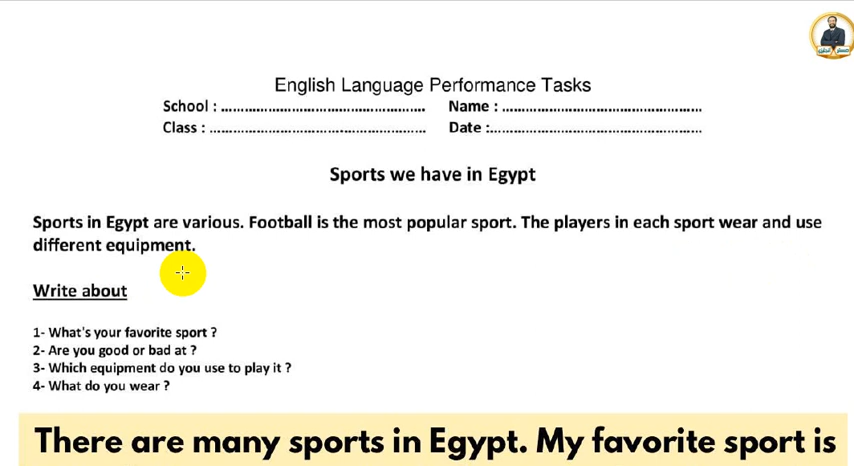 English Language Performance Tasks
School : ........................................................ Name : ........................................................
Class : ........................................................ Date :........................................................
Sports we have in Egypt
Sports in Egypt are various. Football is the most popular sport. The players in each sport wear and use
different equipment.
Write about
1- What's your favorite sport ?
2- Are you good or bad at ?
3- Which equipment do you use to play it ?
4- What do you wear ?
There are many sports in Egypt. My favorite sport is